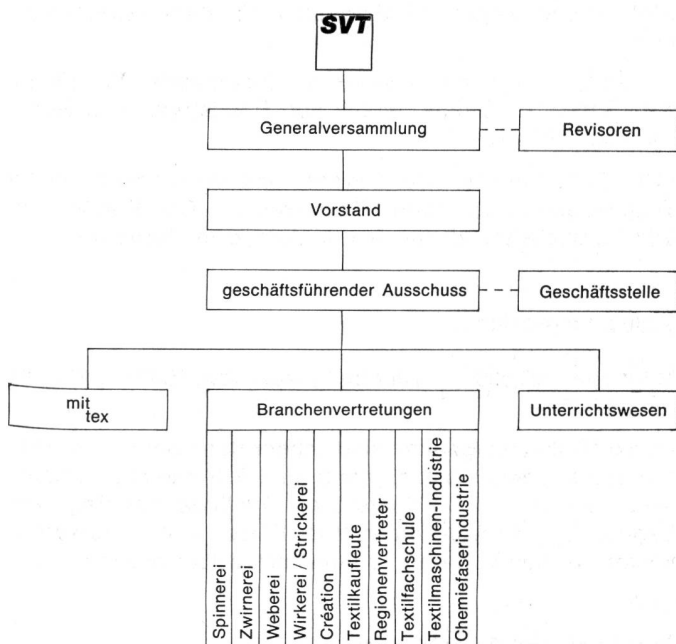 SVT
Generalversammlung
Revisoren
Vorstand
geschäftsführender Ausschuss
Geschäftsstelle
mit
tex
Branchenvertretungen
Unterrichtswesen
Spinnerei
Zwirnerei
Weberei
Wirkerei / Strickerei
Création
Textilkaufleute
Regionenvertreter
Textilfachschule
Textilmaschinen-Industrie
Chemiefaserindustrie